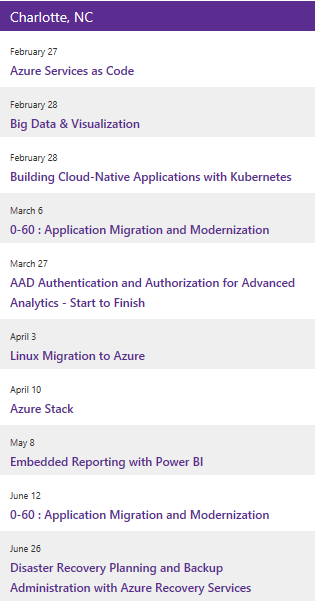 Charlotte, NC
February 27
Azure Services as Code
February 28
Big Data & Visualization
February 28
Building Cloud-Native Applications with Kubernetes
March 6
0-60 : Application Migration and Modernization
March 27
AAD Authentication and Authorization for Advanced
Analytics - Start to Finish
April 3
Linux Migration to Azure
April 10
Azure Stack
May 8
Embedded Reporting with Power BI
June 12
0-60 : Application Migration and Modernization
June 26
Disaster Recovery Planning and Backup
Administration with Azure Recovery Services